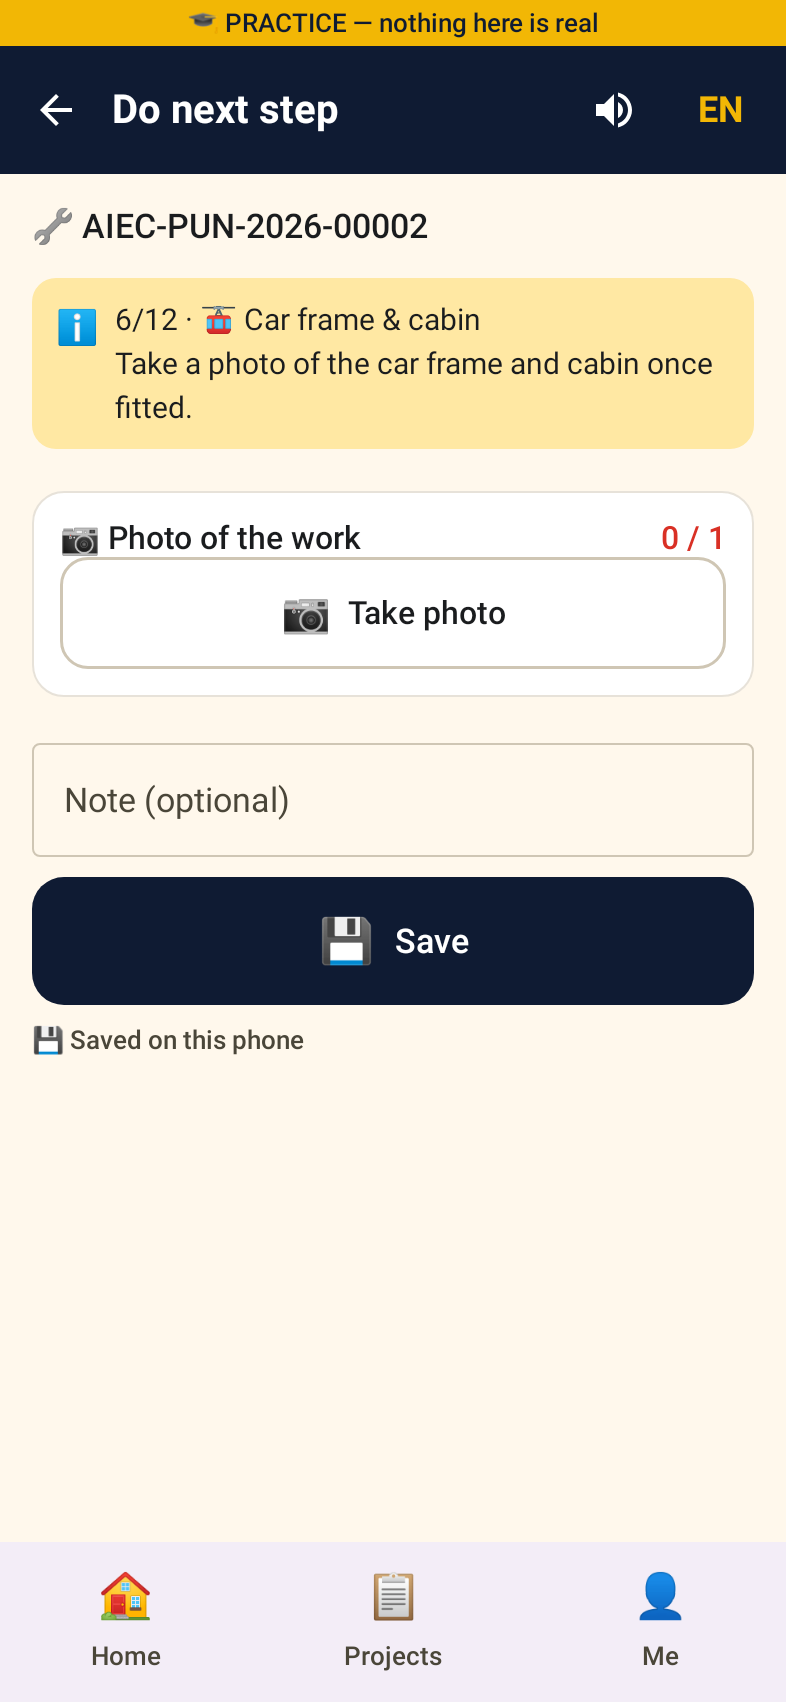 PRACTICE — nothing here is real
Do next step
EN
AIEC-PUN-2026-00002
6/12 · Car frame & cabin
Take a photo of the car frame and cabin once
fitted.
Photo of the work
0 / 1
Take photo
Note (optional)
Save
Saved on this phone
Home
Projects
Me